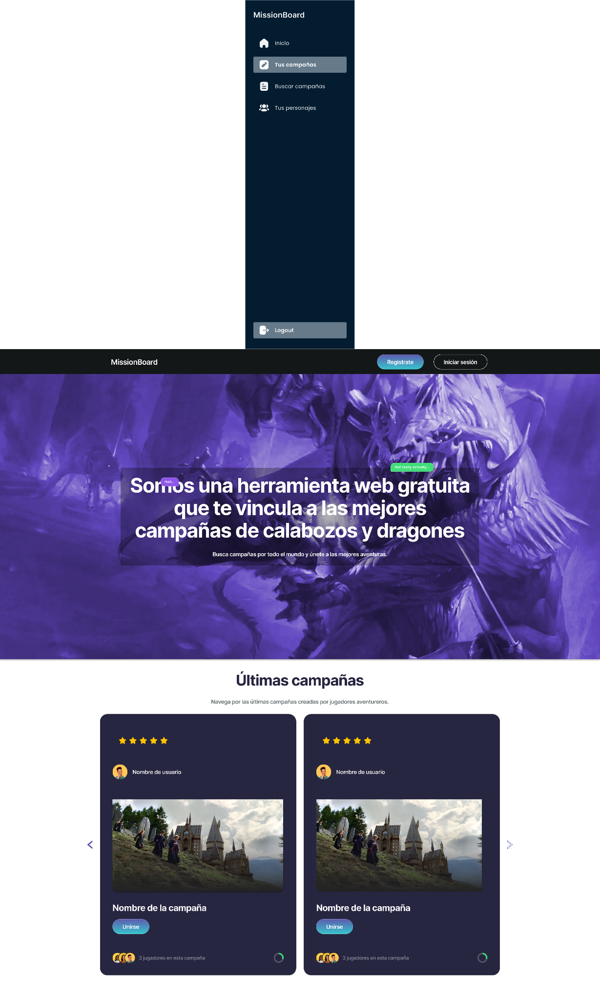 MissionBoard
Inicio
Tus campañas
Buscar campañas
Tus personajes
Logout
MissionBoard
Regístrate
Iniciar sesión
Not really actually...
Hah...
Somos una herramienta web gratuita
que te vincula a las mejores
campañas de calabozos y dragones
Busca campañas por todo el mundo y únete a las mejores aventuras.
Últimas campañas
Navega por las últimas campañas creadas por jugadores aventureros.
Nombre de usuario
Nombre de la campaña
Unirse
3 jugadores en esta campaña
Nombre de usuario
Nombre de la campaña
Unirse
3 jugadores en esta campaña